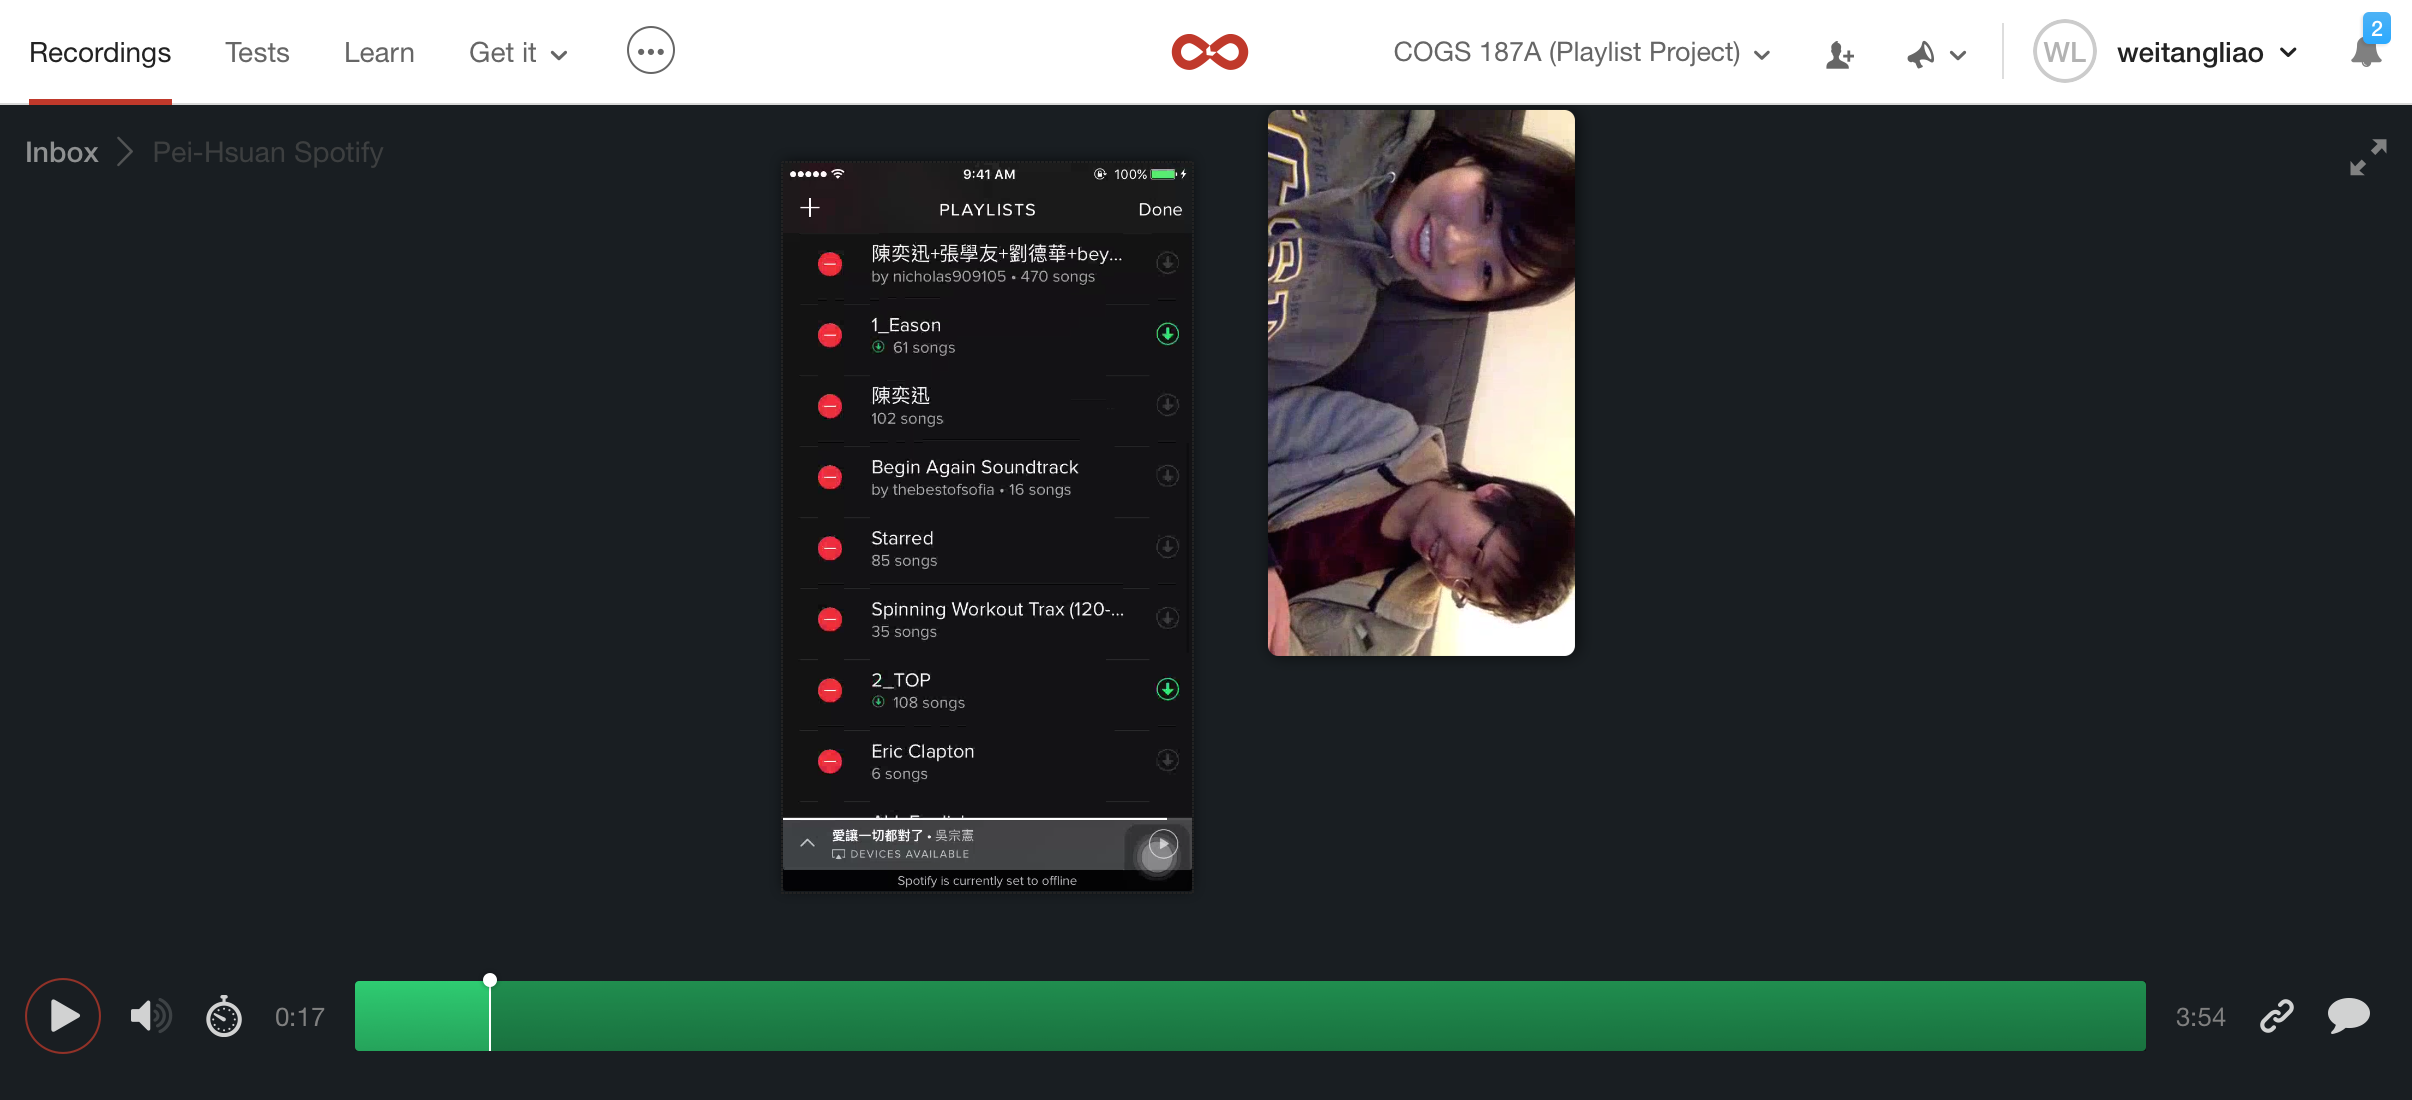 Recordings
Tests
Learn
Get it
COGS 187A (Playlist Project)
WL
weitangliao
2
Inbox
Pei-Hsuan Spotify
9:41 AM
100%
PLAYLISTS
Done
陳奕迅+張學友+劉德華+bey...
by nicholas909105 • 470 songs
1_Eason
61 songs
陳奕迅
102 songs
Begin Again Soundtrack
by thebestofsofia • 16 songs
Starred
85 songs
Spinning Workout Trax (120-...
35 songs
2_TOP
108 songs
Eric Clapton
6 songs
愛讓一切都對了 • 吳宗憲
DEVICES AVAILABLE
Spotify is currently set to offline
0:17
3:54